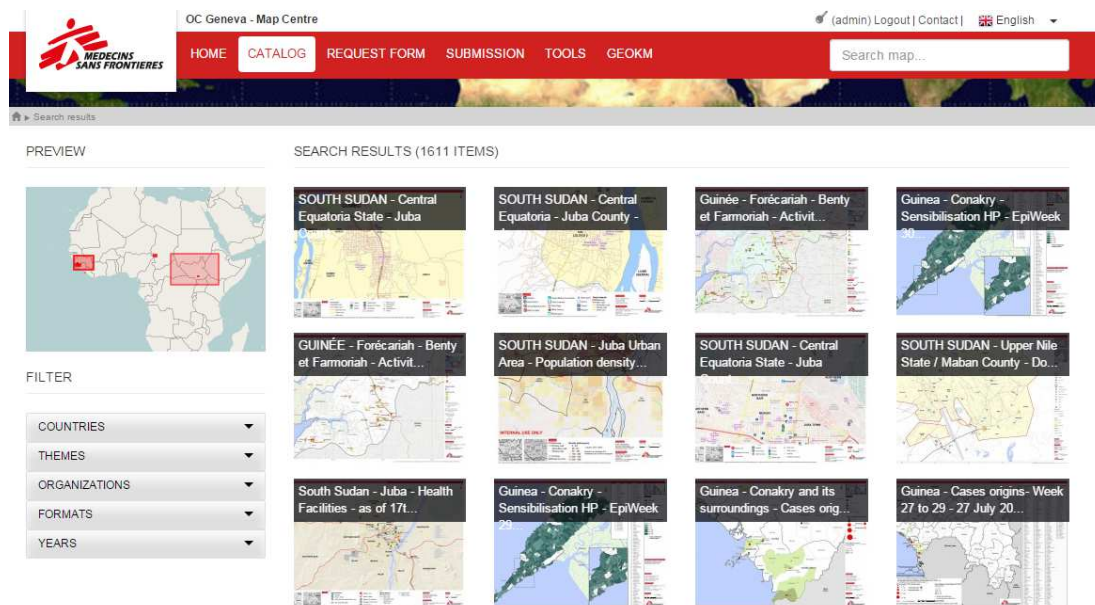 OC Geneva - Map Centre
(admin) Logout | Contact | English
MEDECINS
SANS FRONTIERES
HOME CATALOG REQUEST FORM SUBMISSION TOOLS GEOKM
Search map...
Search results
PREVIEW
SEARCH RESULTS (1611 ITEMS)
SOUTH SUDAN - Central
Equatoria State - Juba
SOUTH SUDAN - Central
Equatoria - Juba County -
Guinée - Forécariah - Benty
et Farmoriah - Activit...
Guinea - Conakry -
Sensibilisation HP - EpiWeek
30...
GUINÉE - Forécariah - Benty
et Farmoriah - Activit...
SOUTH SUDAN - Juba Urban
Area - Population density...
INTERNAL USE ONLY
SOUTH SUDAN - Central
Equatoria State - Juba
SOUTH SUDAN - Upper Nile
State / Maban County - Do...
FILTER
COUNTRIES
THEMES
ORGANIZATIONS
FORMATS
YEARS
South Sudan - Juba - Health
Facilities - as of 17t...
Guinea - Conakry -
Sensibilisation HP - EpiWeek
29...
Guinea - Conakry and its
surroundings - Cases orig...
Guinea - Cases origins- Week
27 to 29 - 27 July 20...